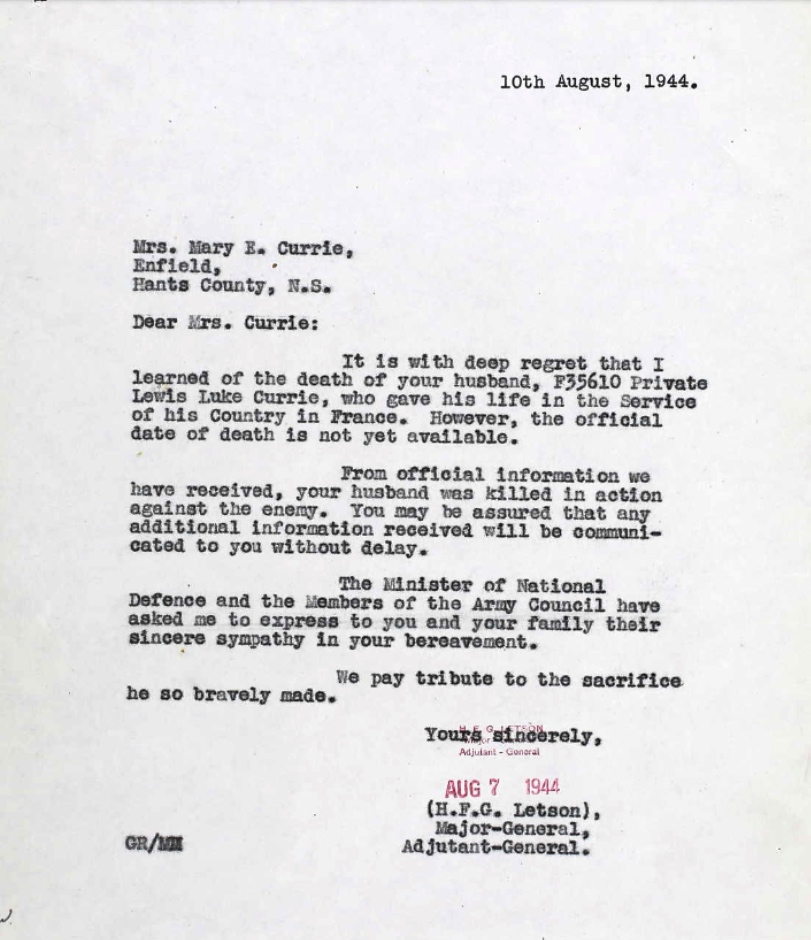 10th August, 1944.
Mrs. Mary E. Currie,
Enfield,
Hants County, N.S.
Dear Mrs. Currie:
It is with deep regret that I
learned of the death of your husband, F35610 Private
Lewis Luke Currie, who gave his life in the Service
of his Country in France. However, the official
date of death is not yet available.
From official information we
have received, your husband was killed in action
against the enemy. You may be assured that any
additional information received will be communi-
cated to you without delay.
The Minister of National
Defence and the Members of the Army Council have
asked me to express to you and your family their
sincere sympathy in your bereavement.
We pay tribute to the sacrifice
he so bravely made.
H. F. G. LETSON
Yours sincerely,
Adjutant - General
AUG 7 1944
(H.F.G. Letson),
Major-General,
Adjutant-General.
GR/MM